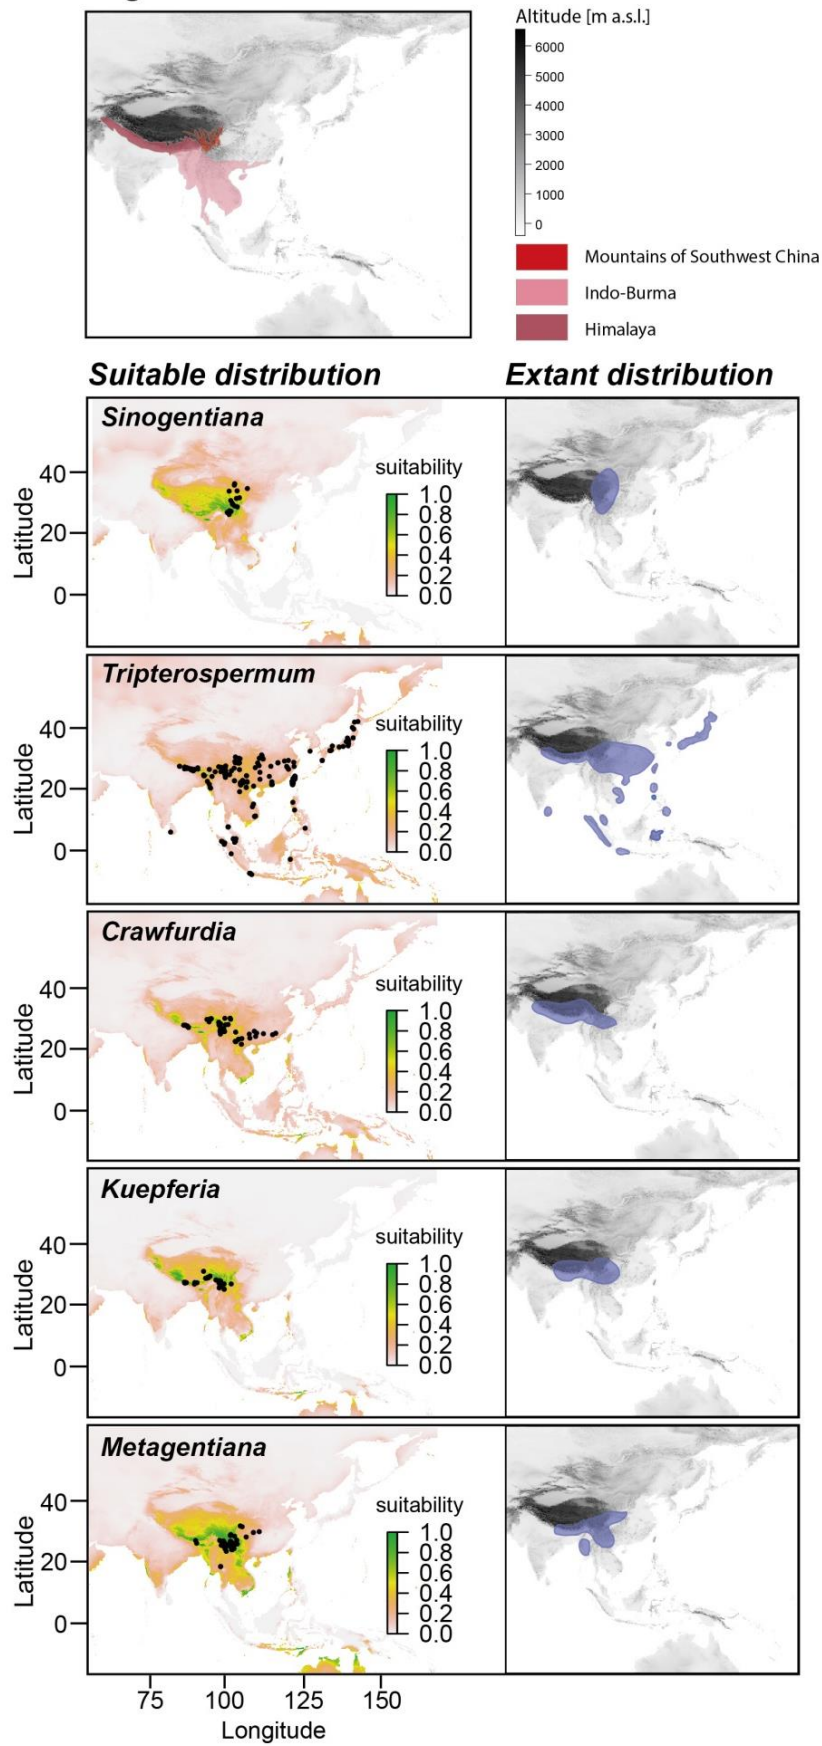 Altitude [m a.s.l.]
6000
5000
4000
3000
2000
1000
0
Mountains of Southwest China
Indo-Burma
Himalaya
Suitable distribution
Extant distribution
Sinogentiana
suitability
1.0
0.8
0.6
0.4
0.2
0.0
40
20
0
Latitude
Tripterospermum
suitability
1.0
0.8
0.6
0.4
0.2
0.0
40
20
0
Latitude
Crawfurdia
suitability
1.0
0.8
0.6
0.4
0.2
0.0
40
20
0
Latitude
Kuepferia
suitability
1.0
0.8
0.6
0.4
0.2
0.0
40
20
0
Latitude
Metagentiana
suitability
1.0
0.8
0.6
0.4
0.2
0.0
40
20
0
Latitude
75 100 125 150
Longitude